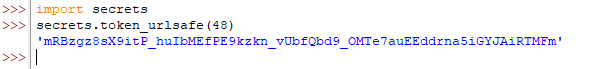 >>> import secrets
>>> secrets.token_urlsafe(48)
'mRBzgz8sX9itP_huIbMEfPE9kzkn_vUbfQbd9_OMTe7auEEddrna5iGYJAiRTMFm'
>>>